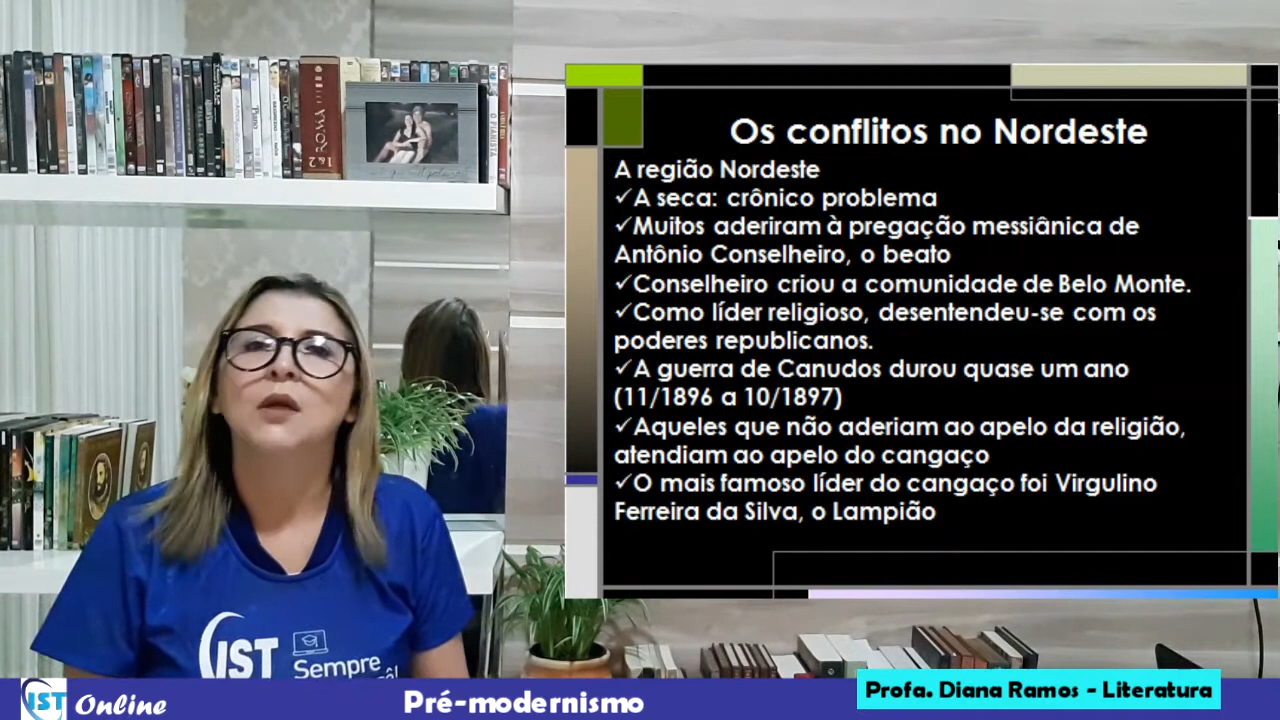 Os conflitos no Nordeste
A região Nordeste
✓A seca: crônico problema
✓Muitos aderiram à pregação messiânica de
Antônio Conselheiro, o beato
✓Conselheiro criou a comunidade de Belo Monte.
✓Como líder religioso, desentendeu-se com os
poderes republicanos.
✓A guerra de Canudos durou quase um ano
(11/1896 a 10/1897)
✓Aqueles que não aderiam ao apelo da religião,
atendiam ao apelo do cangaço
✓O mais famoso líder do cangaço foi Virgulino
Ferreira da Silva, o Lampião
1&2
O PIANISTA
IST
Sempre
IST Online
Pré-modernismo
Profa. Diana Ramos - Literatura